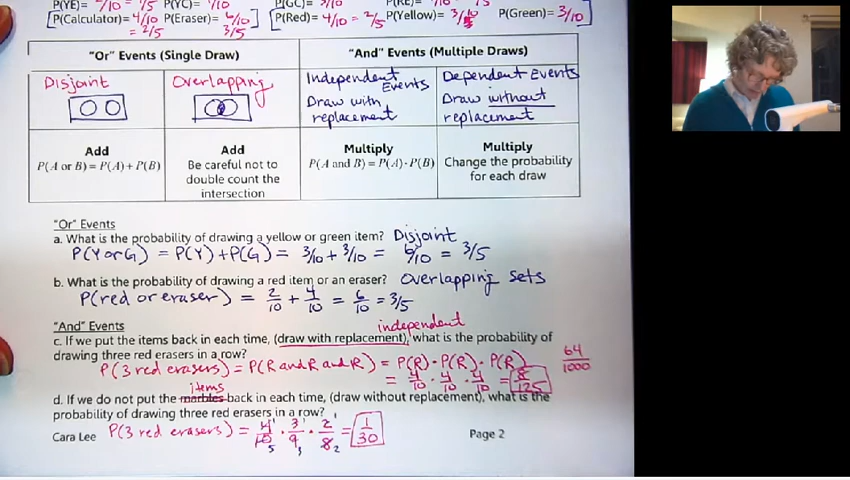 P(YE)= 2/10 = 1/5 P(YC)= 1/10 P(GC)= 3/10 P(RE)=
P(Calculator)= 4/10 P(Eraser)= 6/10 P(Red)= 4/10 = 2/5 P(Yellow)= 3/10 P(Green)= 3/10
= 2/5 3/5
"Or" Events (Single Draw) "And" Events (Multiple Draws)
Disjoint Overlapping Independent Events Dependent Events
Draw with replacement Draw without replacement
Add Add Multiply Multiply
P(A or B) = P(A) + P(B) Be careful not to double count the intersection P(A and B) = P(A) · P(B) Change the probability for each draw
"Or" Events
a. What is the probability of drawing a yellow or green item? Disjoint
P(Y or G) = P(Y) + P(G) = 3/10 + 3/10 = 6/10 = 3/5
b. What is the probability of drawing a red item or an eraser? Overlapping sets
P(red or eraser) = 2/10 + 4/10 = 6/10 = 3/5
"And" Events independent
c. If we put the items back in each time, (draw with replacement), what is the probability of
drawing three red erasers in a row?
P(3 red erasers) = P(R and R and R) = P(R) · P(R) · P(R) 64/1000
= 4/10 · 4/10 · 4/10 = 8/125
items
d. If we do not put the marbles back in each time, (draw without replacement), what is the
probability of drawing three red erasers in a row?
P(3 red erasers) = 4/10 · 3/9 · 2/8 = 1/30
Cara Lee Page 2